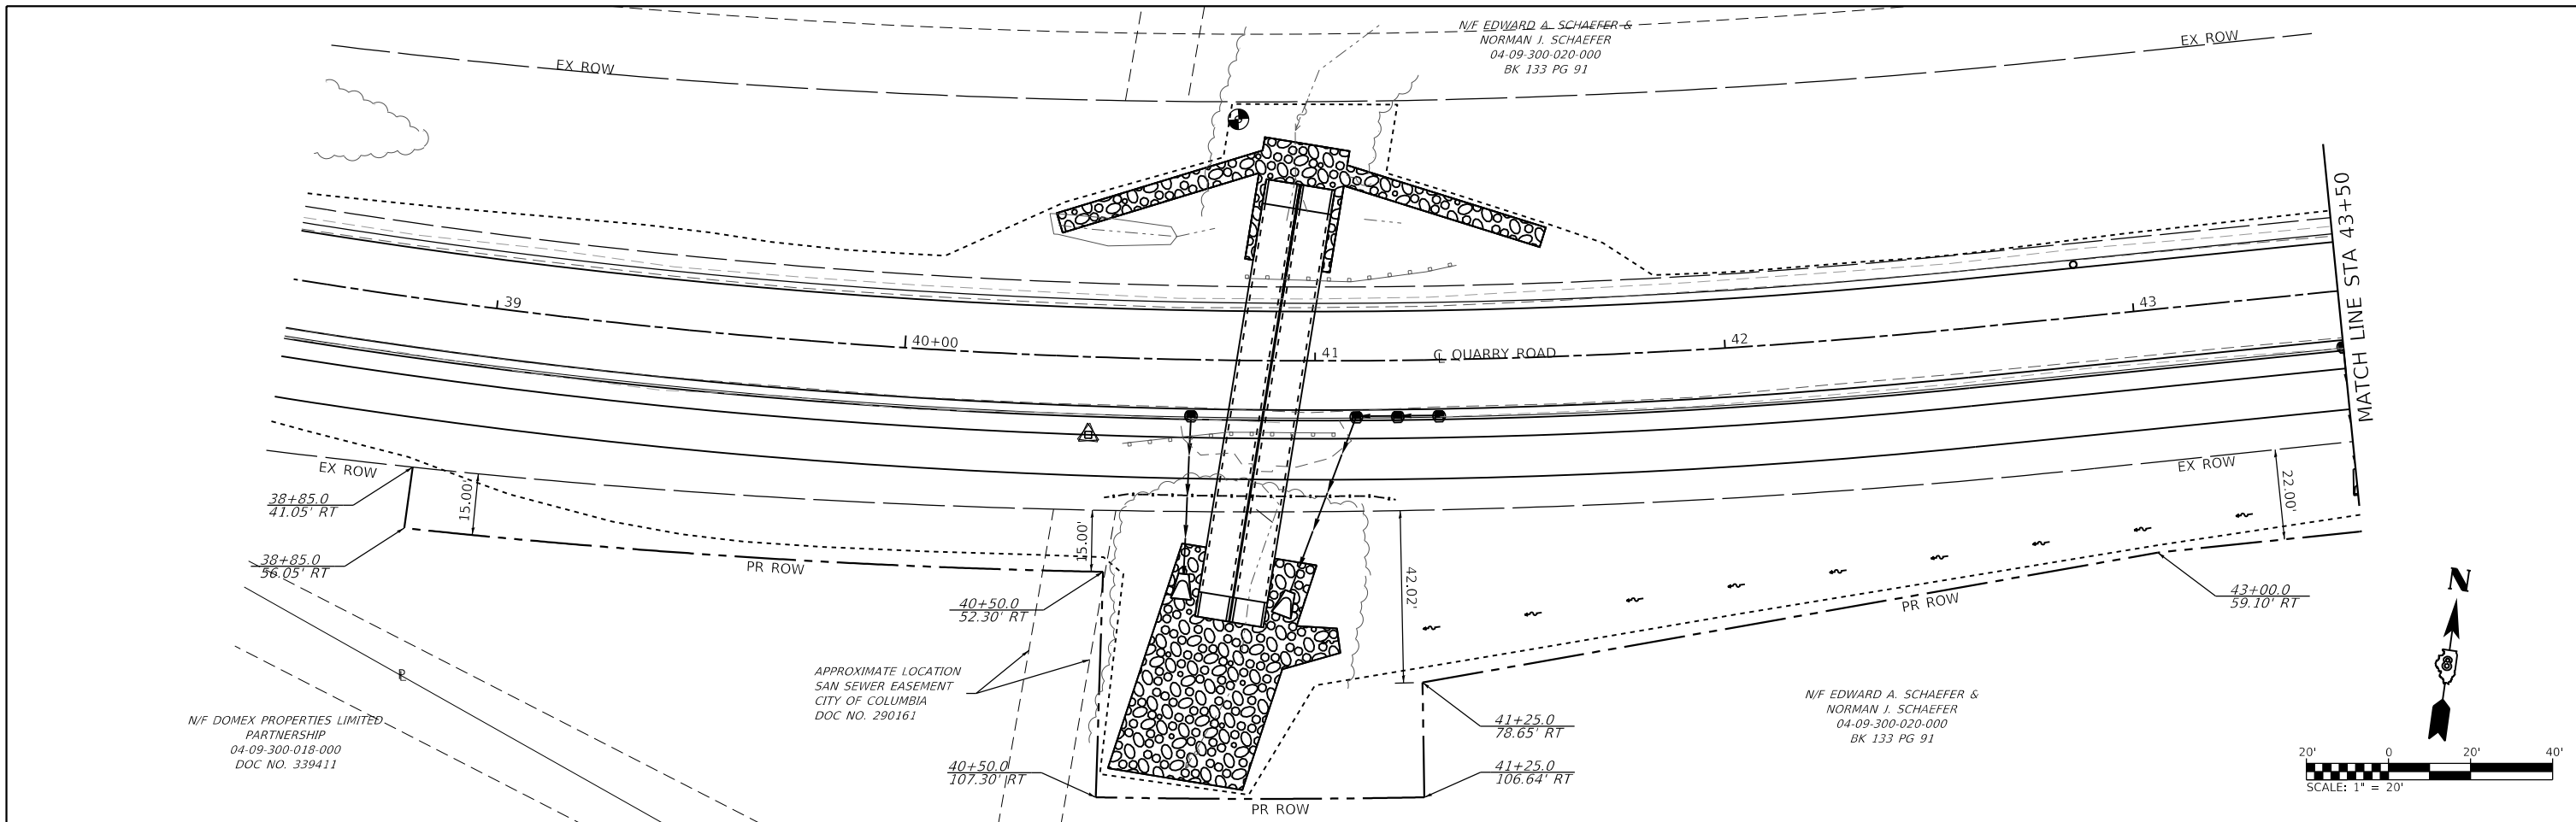 N/F EDWARD A. SCHAEFER &
NORMAN J. SCHAEFER
04-09-300-020-000
BK 133 PG 91
EX ROW
EX ROW
MATCH LINE STA 43+50
39
40+00
41
℄ QUARRY ROAD
42
43
EX ROW
EX ROW
38+85.0
41.05' RT
15.00'
15.00'
22.00'
38+85.0
56.05' RT
PR ROW
42.02'
40+50.0
52.30' RT
PR ROW
43+00.0
59.10' RT
N
APPROXIMATE LOCATION
SAN SEWER EASEMENT
CITY OF COLUMBIA
DOC NO. 290161
℄
N/F DOMEX PROPERTIES LIMITED
PARTNERSHIP
04-09-300-018-000
DOC NO. 339411
N/F EDWARD A. SCHAEFER &
NORMAN J. SCHAEFER
04-09-300-020-000
BK 133 PG 91
41+25.0
78.65' RT
40+50.0
107.30' RT
41+25.0
106.64' RT
PR ROW
20' 0 20' 40'
SCALE: 1" = 20'